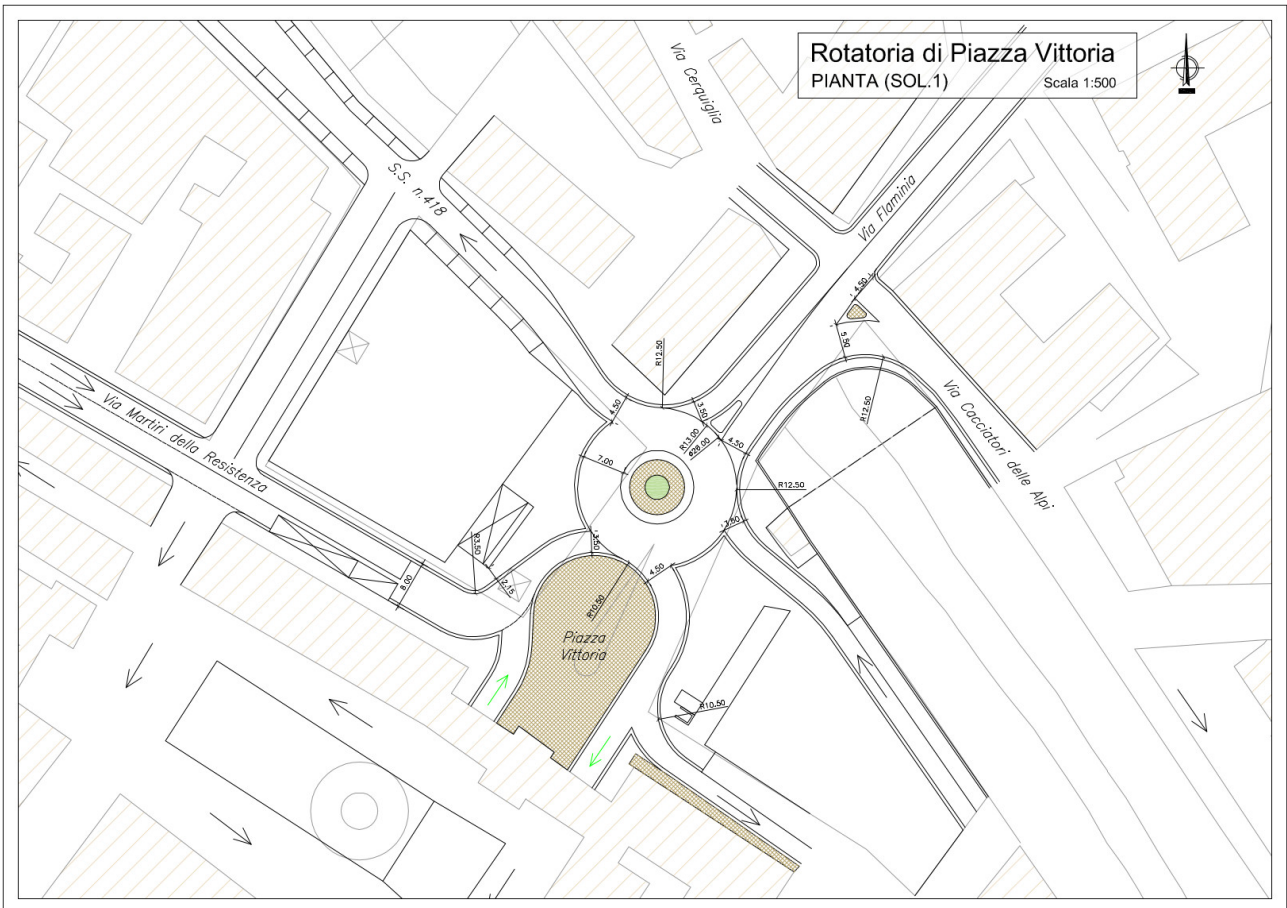 Rotatoria di Piazza Vittoria
PIANTA (SOL.1)
Scala 1:500
Via Cerquiglia
S.S. n.418
Via Flaminia
4.50
5.50
R12.50
R12.50
Via Cacciatori delle Alpi
Via Martiri della Resistenza
4.50
3.50
R13.00
ø26.00
4.50
7.00
R12.50
3.80
3.50
R3.50
2.15
8.00
4.50
R10.50
Piazza
Vittoria
R10.50